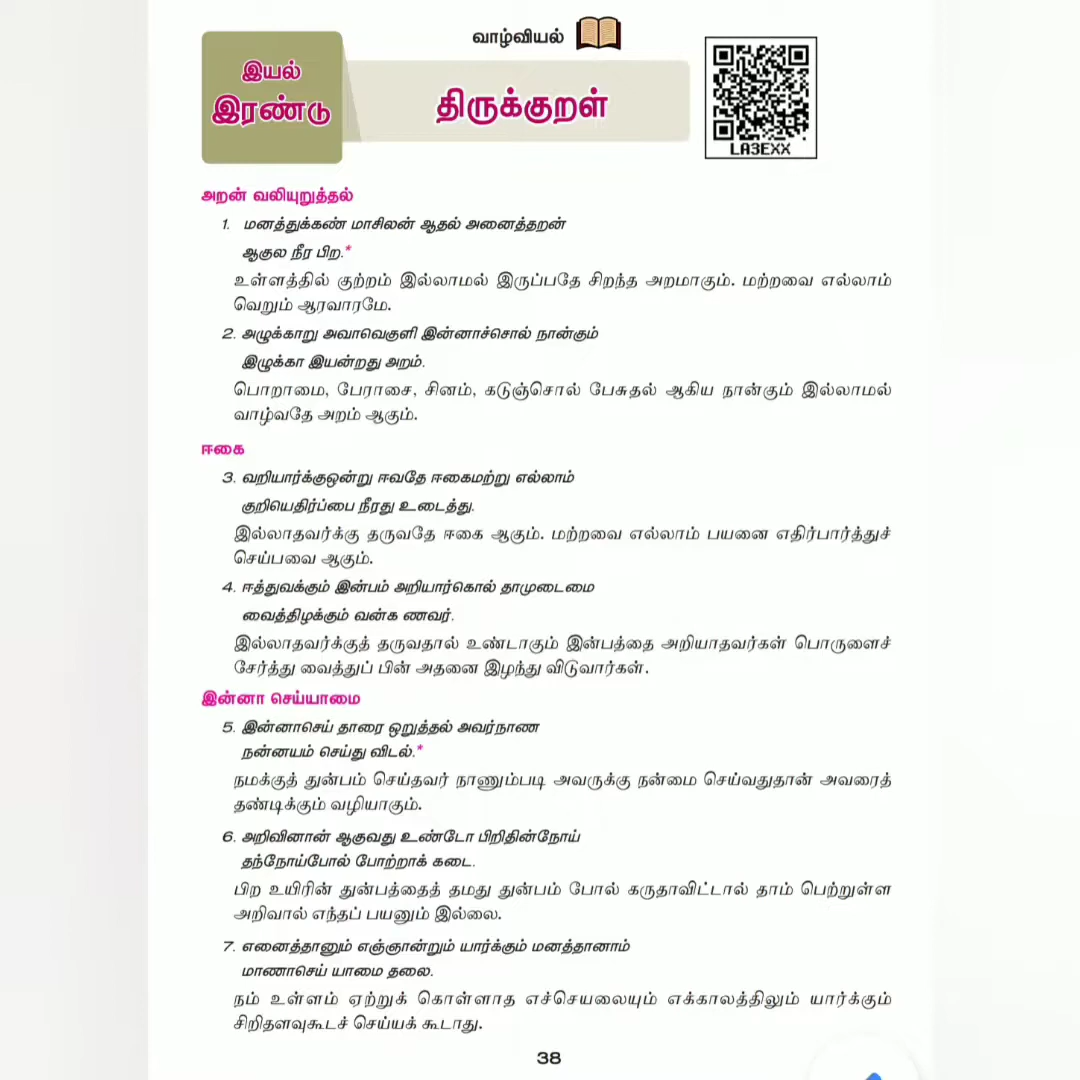 வாழ்வியல்
இயல்
இரண்டு
திருக்குறள்
LA3EXX
அறன் வலியுறுத்தல்
1. மனத்துக்கண் மாசிலன் ஆதல் அனைத்தறன்
ஆகுல நீர பிற.*
உள்ளத்தில் குற்றம் இல்லாமல் இருப்பதே சிறந்த அறமாகும். மற்றவை எல்லாம்
வெறும் ஆரவாரமே.
2. அழுக்காறு அவாவெகுளி இன்னாச்சொல் நான்கும்
இழுக்கா இயன்றது அறம்.
பொறாமை, பேராசை, சினம், கடுஞ்சொல் பேசுதல் ஆகிய நான்கும் இல்லாமல்
வாழ்வதே அறம் ஆகும்.
ஈகை
3. வறியார்க்குஒன்று ஈவதே ஈகைமற்று எல்லாம்
குறியெதிர்ப்பை நீரது உடைத்து.
இல்லாதவர்க்கு தருவதே ஈகை ஆகும். மற்றவை எல்லாம் பயனை எதிர்பார்த்துச்
செய்பவை ஆகும்.
4. ஈத்துவக்கும் இன்பம் அறியார்கொல் தாமுடைமை
வைத்திழக்கும் வன்க ணவர்.
இல்லாதவர்க்குத் தருவதால் உண்டாகும் இன்பத்தை அறியாதவர்கள் பொருளைச்
சேர்த்து வைத்துப் பின் அதனை இழந்து விடுவார்கள்.
இன்னா செய்யாமை
5. இன்னாசெய் தாரை ஒறுத்தல் அவர்நாண
நன்னயம் செய்து விடல்.*
நமக்குத் துன்பம் செய்தவர் நாணும்படி அவருக்கு நன்மை செய்வதுதான் அவரைத்
தண்டிக்கும் வழியாகும்.
6. அறிவினான் ஆகுவது உண்டோ பிறிதின்நோய்
தந்நோய்போல் போற்றாக் கடை.
பிற உயிரின் துன்பத்தைத் தமது துன்பம் போல் கருதாவிட்டால் தாம் பெற்றுள்ள
அறிவால் எந்தப் பயனும் இல்லை.
7. எனைத்தானும் எஞ்ஞான்றும் யார்க்கும் மனத்தானாம்
மாணாசெய் யாமை தலை.
நம் உள்ளம் ஏற்றுக் கொள்ளாத எச்செயலையும் எக்காலத்திலும் யார்க்கும்
சிறிதளவுகூடச் செய்யக் கூடாது.
38